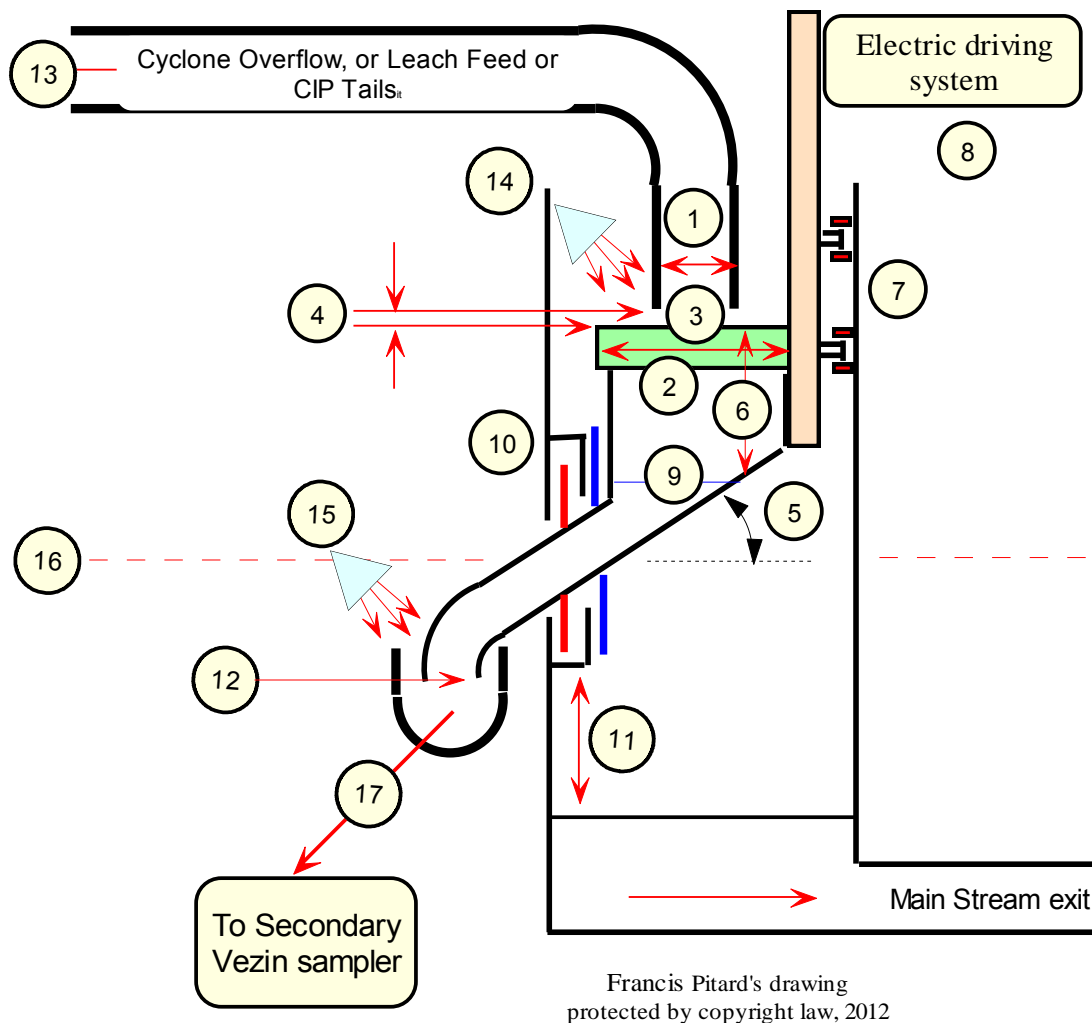 13
Cyclone Overflow, or Leach Feed or
CIP Tailsit
Electric driving
system
8
14
1
4
3
7
2
6
10
9
15
5
16
12
11
17
Main Stream exit
To Secondary
Vezin sampler
Francis Pitard's drawing
protected by copyright law, 2012